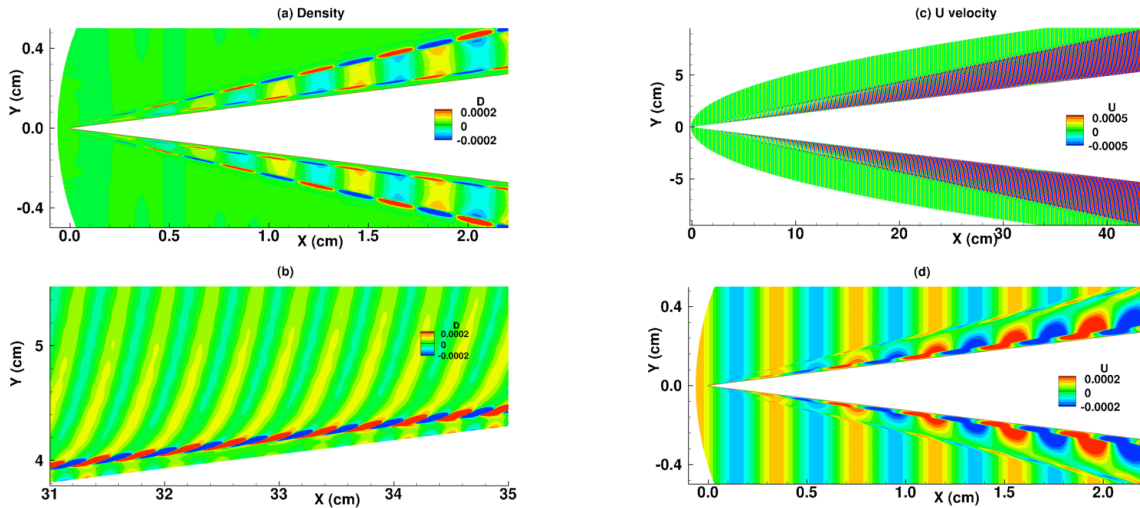 (a) Density
Y (cm)
0.4
0.0
-0.4
D
0.0002
0
-0.0002
0.0 0.5 1.0 1.5 2.0
X (cm)
(c) U velocity
Y (cm)
5
0
-5
U
0.0005
0
-0.0005
0 10 20 30 40
X (cm)
(b)
Y (cm)
5
4
D
0.0002
0
-0.0002
31 32 33 34 35
X (cm)
(d)
Y (cm)
0.4
0.0
-0.4
U
0.0002
0
-0.0002
0.0 0.5 1.0 1.5 2.0
X (cm)